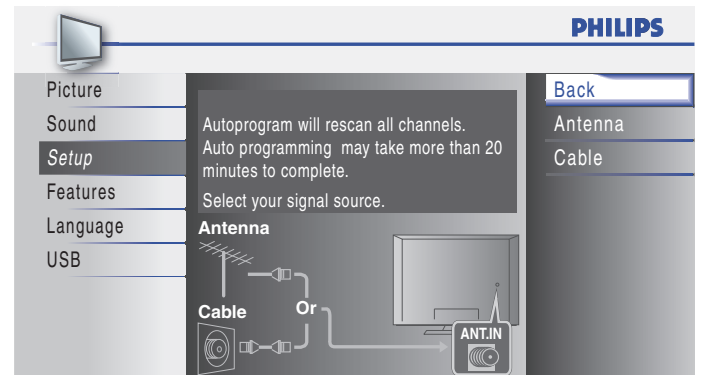 PHILIPS
Picture
Sound
Setup
Features
Language
USB
Autoprogram will rescan all channels.
Auto programming may take more than 20
minutes to complete.
Select your signal source.
Antenna
Cable
Or
ANT.IN
Back
Antenna
Cable